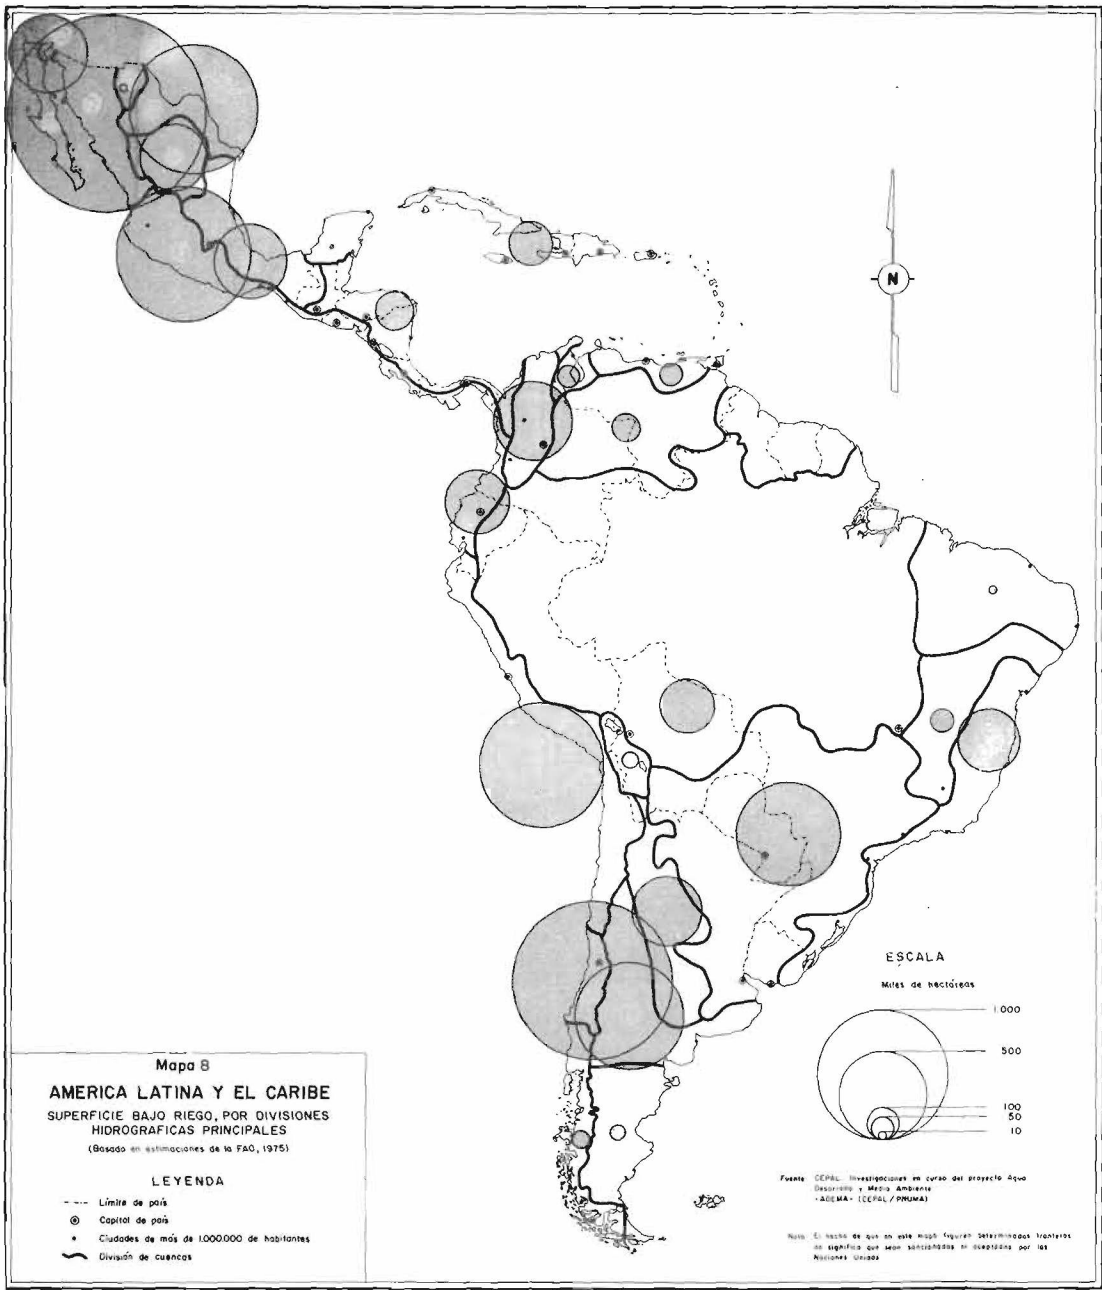 N
ESCALA
Miles de hectáreas
1.000
500
100
50
10
Mapa 8
AMERICA LATINA Y EL CARIBE
SUPERFICIE BAJO RIEGO, POR DIVISIONES
HIDROGRAFICAS PRINCIPALES
(Basado en estimaciones de la FAO, 1975)
LEYENDA
Límite de país
Capital de país
Ciudades de más de 1.000.000 de habitantes
División de cuencas
Fuente: CEPAL. Investigaciones en curso del proyecto Agua
Desarrollo y Medio Ambiente
-ADEMA- (CEPAL / PNUMA)
Nota: El hecho de que en este mapa figuren determinadas fronteras
no significa que sean sancionadas ni aceptadas por las
Naciones Unidas